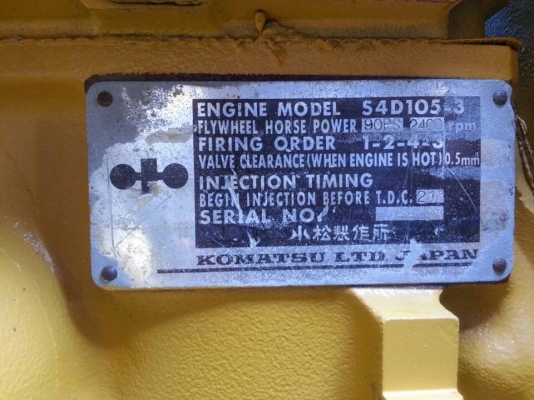 ENGINE MODEL S4D105-3
FLYWHEEL HORSE POWER 90PS 2400 rpm
FIRING ORDER 1-2-4-3
VALVE CLEARANCE (WHEN ENGINE IS HOT) 0.5mm
INJECTION TIMING
BEGIN INJECTION BEFORE T.D.C.
SERIAL NO.
小松製作所
KOMATSU LTD JAPAN